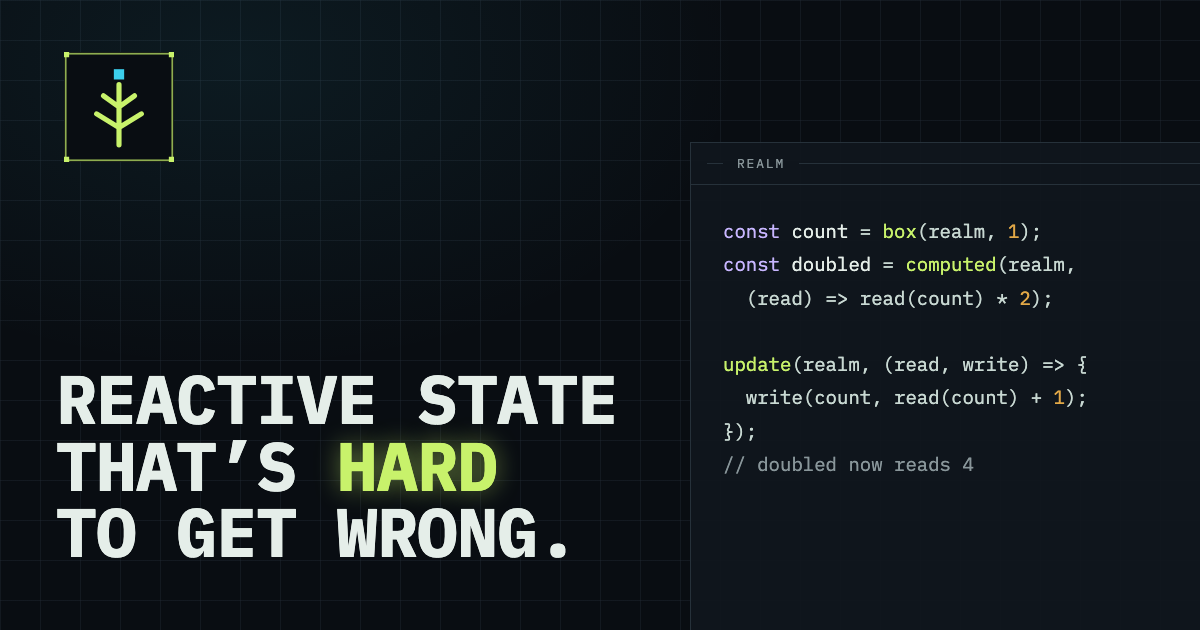 REALM
const count = box(realm, 1);
const doubled = computed(realm,
  (read) => read(count) * 2);
update(realm, (read, write) => {
  write(count, read(count) + 1);
});
// doubled now reads 4
REACTIVE STATE
THAT’S HARD
TO GET WRONG.